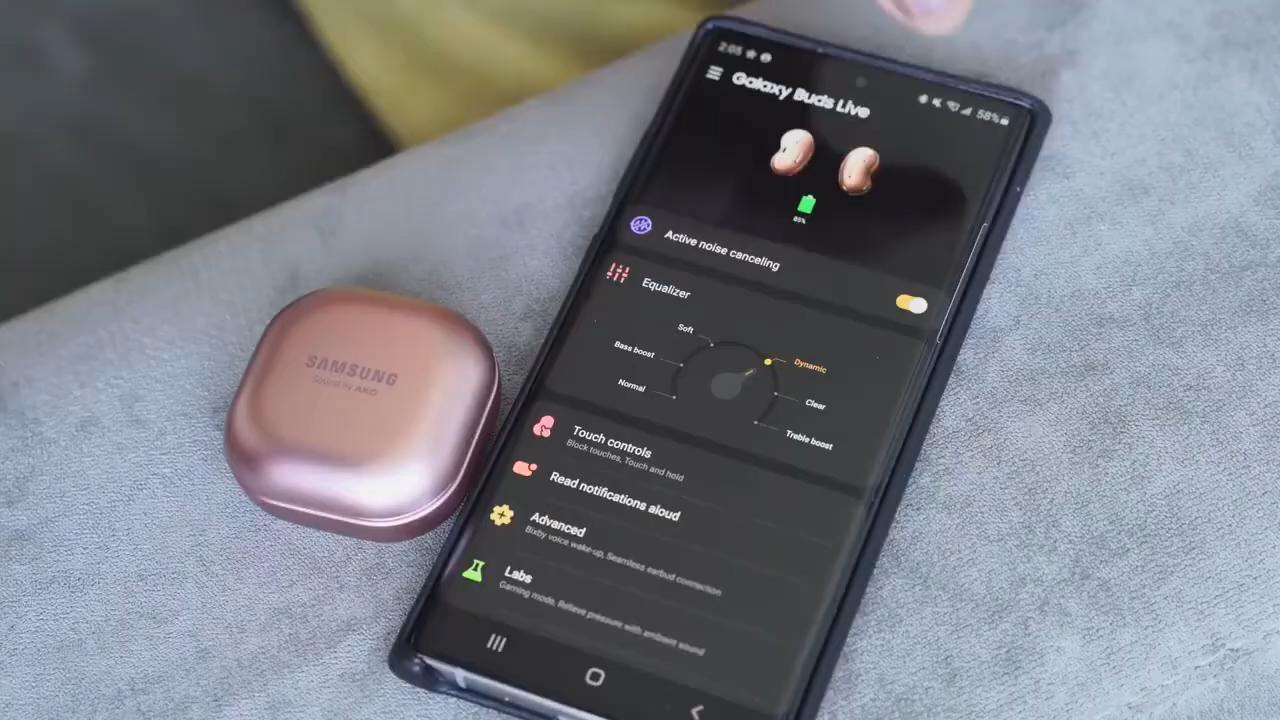 2:05
58%
Galaxy Buds Live
85%
Active noise canceling
Equalizer
Soft
Dynamic
Bass boost
Clear
Normal
Treble boost
Touch controls
Block touches, Touch and hold
Read notifications aloud
Advanced
Bixby voice wake-up, Seamless earbud connection
Labs
Gaming mode, Relieve pressure with ambient sound
SAMSUNG
Sound by AKG